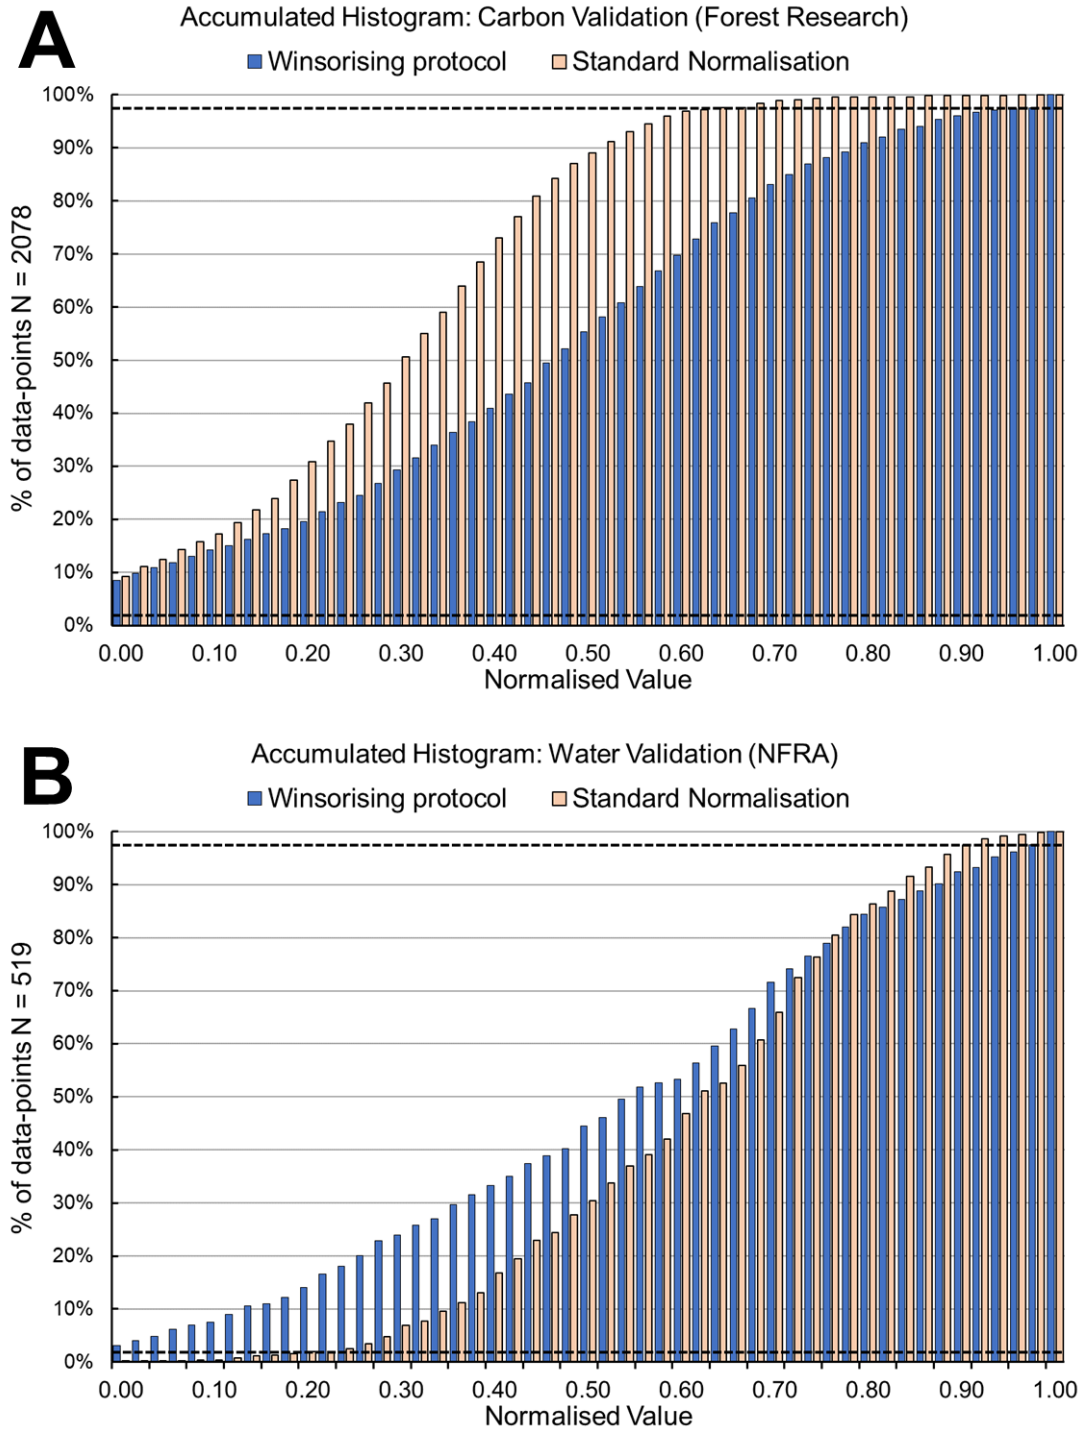 A
Accumulated Histogram: Carbon Validation (Forest Research)
Winsorising protocol Standard Normalisation
100%
90%
80%
70%
60%
50%
40%
30%
20%
10%
0%
% of data-points N = 2078
0.00 0.10 0.20 0.30 0.40 0.50 0.60 0.70 0.80 0.90 1.00
Normalised Value
B
Accumulated Histogram: Water Validation (NFRA)
Winsorising protocol Standard Normalisation
100%
90%
80%
70%
60%
50%
40%
30%
20%
10%
0%
% of data-points N = 519
0.00 0.10 0.20 0.30 0.40 0.50 0.60 0.70 0.80 0.90 1.00
Normalised Value